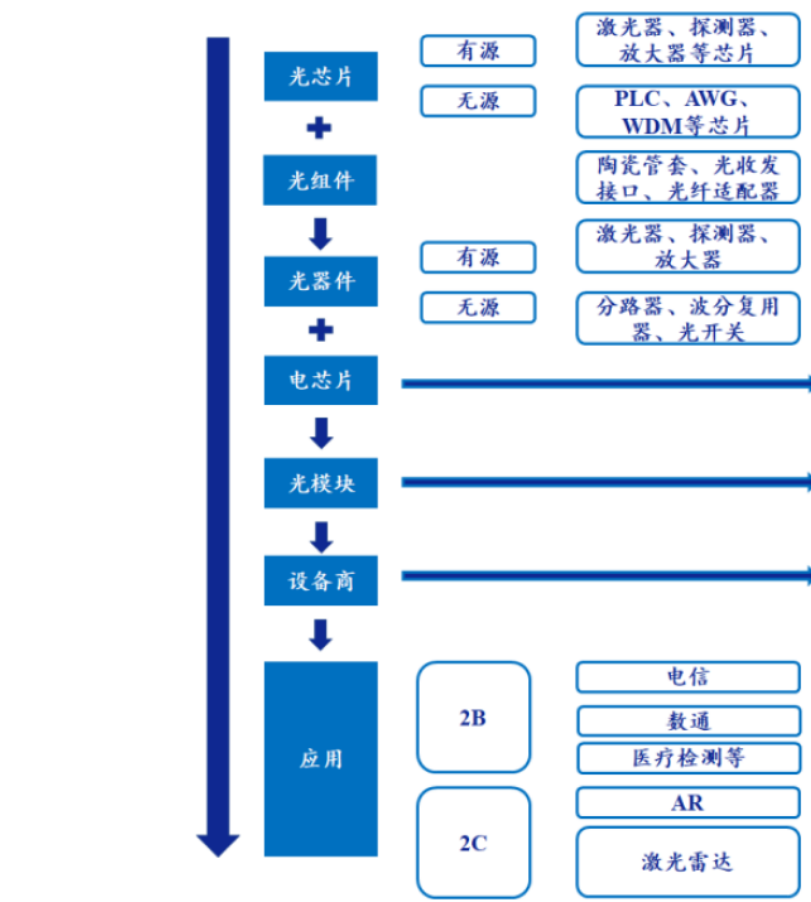 光芯片
有源
激光器、探测器、
放大器等芯片
无源
PLC、AWG、
WDM等芯片
光组件
陶瓷管套、光收发
接口、光纤适配器
光器件
有源
激光器、探测器、
放大器
无源
分路器、波分复用
器、光开关
电芯片
光模块
设备商
应用
2B
电信
数通
医疗检测等
2C
AR
激光雷达